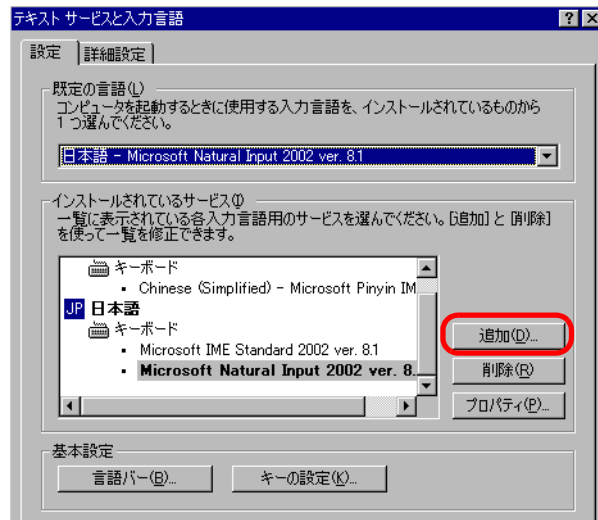 テキスト サービスと入力言語
設定
詳細設定
既定の言語(L)
コンピュータを起動するときに使用する入力言語を、インストールされているものから
1 つ選んでください。
日本語 - Microsoft Natural Input 2002 ver. 8.1
インストールされているサービス(I)
一覧に表示されている各入力言語用のサービスを選んでください。[追加] と [削除]
を使って一覧を修正できます。
キーボード
• Chinese (Simplified) - Microsoft Pinyin IM
JP 日本語
キーボード
• Microsoft IME Standard 2002 ver. 8.1
• Microsoft Natural Input 2002 ver. 8.
追加(D)...
削除(R)
プロパティ(P)...
基本設定
言語バー(B)...
キーの設定(K)...